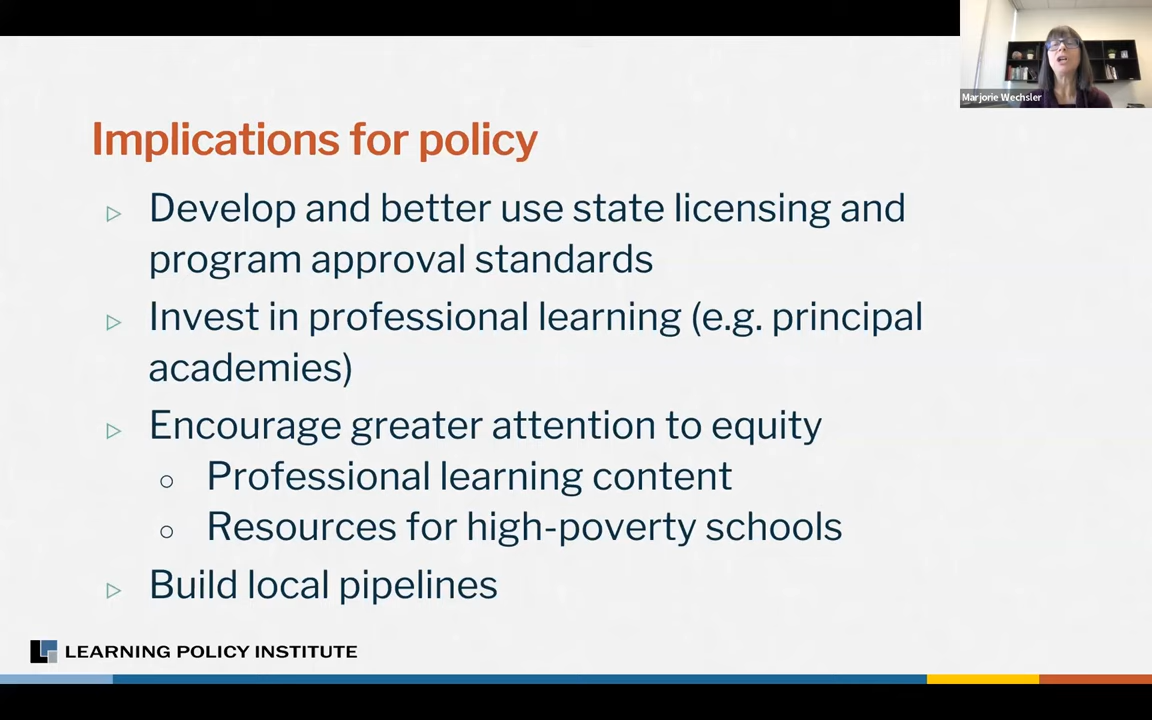 Marjorie Wechsler
Implications for policy
▷ Develop and better use state licensing and
program approval standards
▷ Invest in professional learning (e.g. principal
academies)
▷ Encourage greater attention to equity
○ Professional learning content
○ Resources for high-poverty schools
▷ Build local pipelines
LEARNING POLICY INSTITUTE